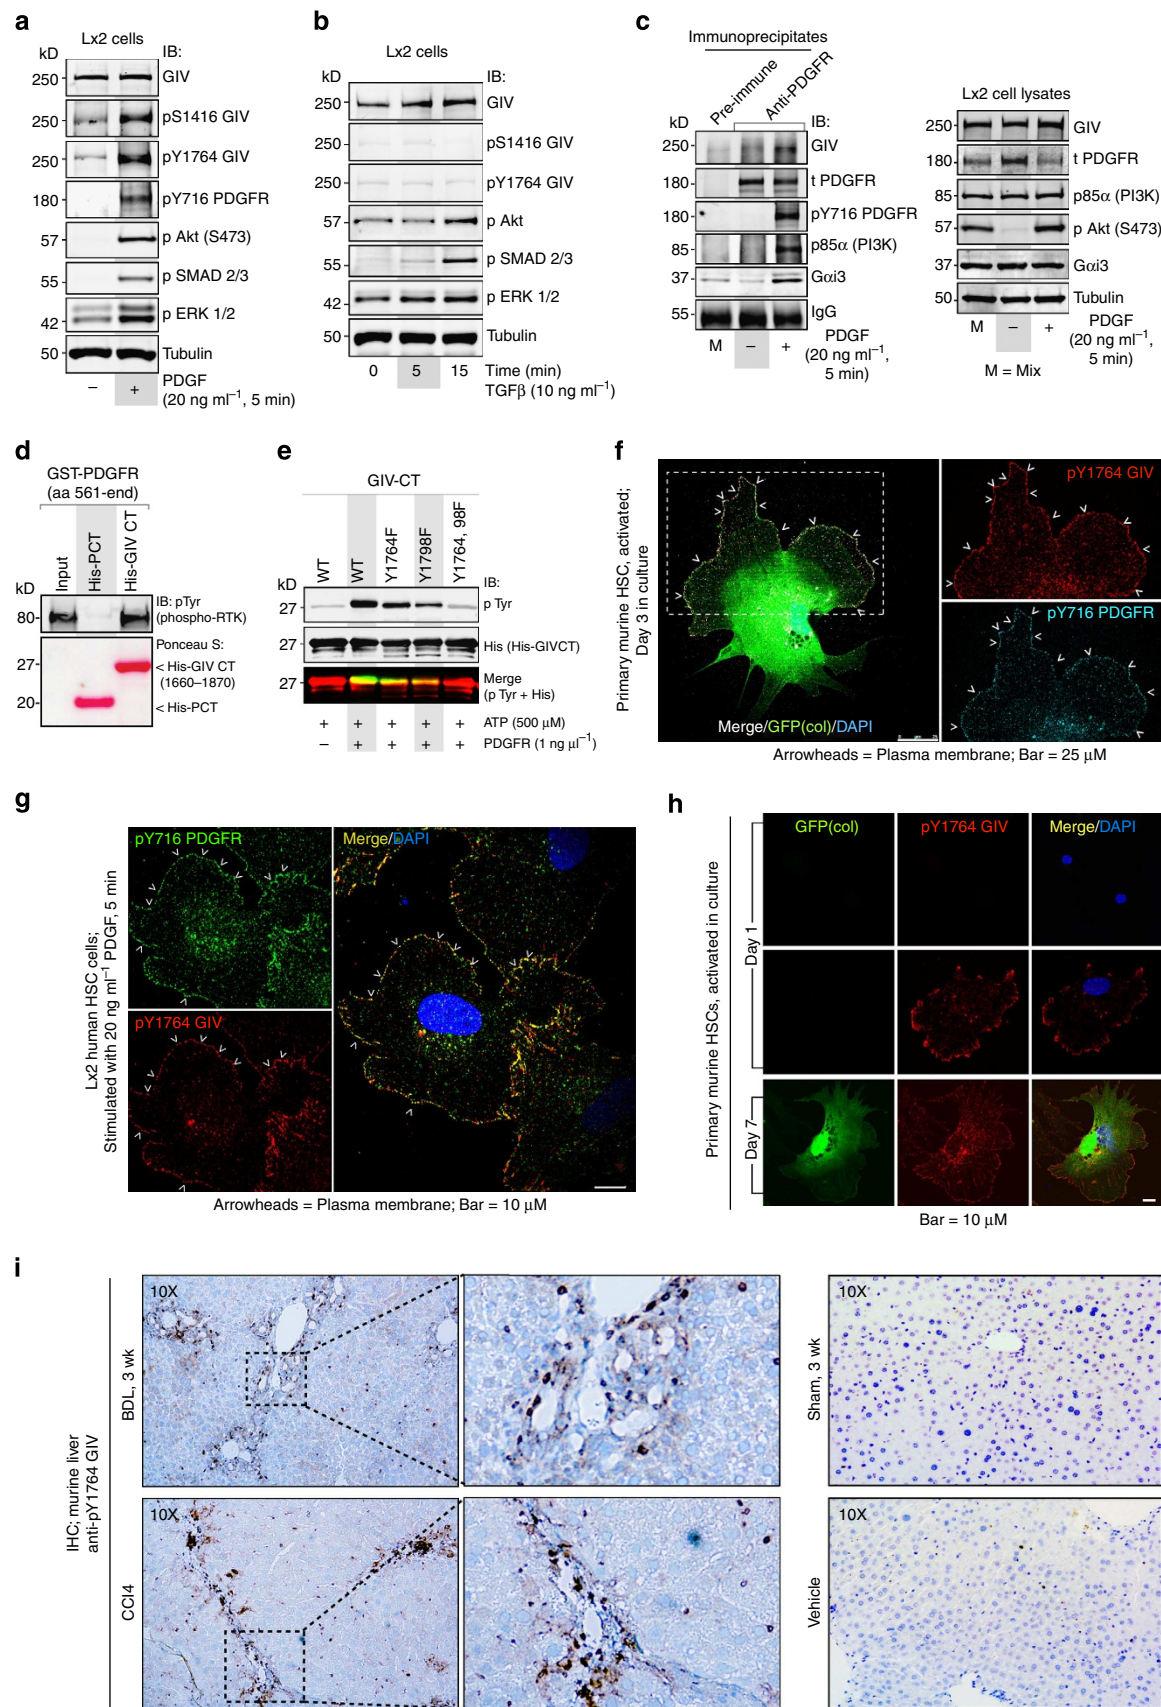 a
Lx2 cells
kD
IB:
250
GIV
250
pS1416 GIV
250
pY1764 GIV
180
pY716 PDGFR
57
p Akt (S473)
55
p SMAD 2/3
42
p ERK 1/2
50
Tubulin
– +
PDGF
(20 ng ml⁻¹, 5 min)
b
Lx2 cells
kD
IB:
250
GIV
250
pS1416 GIV
250
pY1764 GIV
57
p Akt
55
p SMAD 2/3
42
p ERK 1/2
50
Tubulin
0 5 15
Time (min)
TGFβ (10 ng ml⁻¹)
c
Immunoprecipitates
Pre-immune
Anti-PDGFR
kD
IB:
250
GIV
180
t PDGFR
180
pY716 PDGFR
85
p85α (PI3K)
37
Gαi3
55
IgG
M – +
PDGF
(20 ng ml⁻¹,
5 min)
Lx2 cell lysates
250
GIV
180
t PDGFR
85
p85α (PI3K)
57
p Akt (S473)
37
Gαi3
50
Tubulin
M – +
PDGF
(20 ng ml⁻¹,
5 min)
M = Mix
d
GST-PDGFR
(aa 561-end)
Input
His-PCT
His-GIV CT
kD
80
IB: pTyr
(phospho-RTK)
Ponceau S:
27
< His-GIV CT
(1660–1870)
20
< His-PCT
e
GIV-CT
WT
WT
Y1764F
Y1798F
Y1764, 98F
kD
IB:
27
p Tyr
His (His-GIVCT)
27
Merge
(p Tyr + His)
+ + + + +
ATP (500 μM)
– + + + +
PDGFR (1 ng μl⁻¹)
f
Primary murine HSC, activated;
Day 3 in culture
Merge/GFP(col)/DAPI
pY1764 GIV
pY716 PDGFR
Arrowheads = Plasma membrane; Bar = 25 μM
g
Lx2 human HSC cells;
Stimulated with 20 ng ml⁻¹ PDGF, 5 min
pY716 PDGFR
pY1764 GIV
Merge/DAPI
Arrowheads = Plasma membrane; Bar = 10 μM
h
Primary murine HSCs, activated in culture
Day 1
Day 7
GFP(col)
pY1764 GIV
Merge/DAPI
Bar = 10 μM
i
IHC; murine liver
anti-pY1764 GIV
BDL, 3 wk
10X
Sham, 3 wk
10X
CCl4
10X
Vehicle
10X